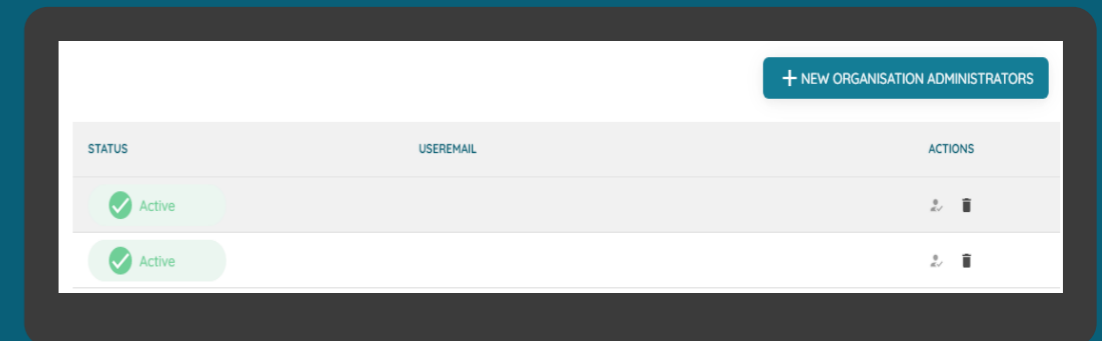 + NEW ORGANISATION ADMINISTRATORS
STATUS USEREMAIL ACTIONS
Active
Active